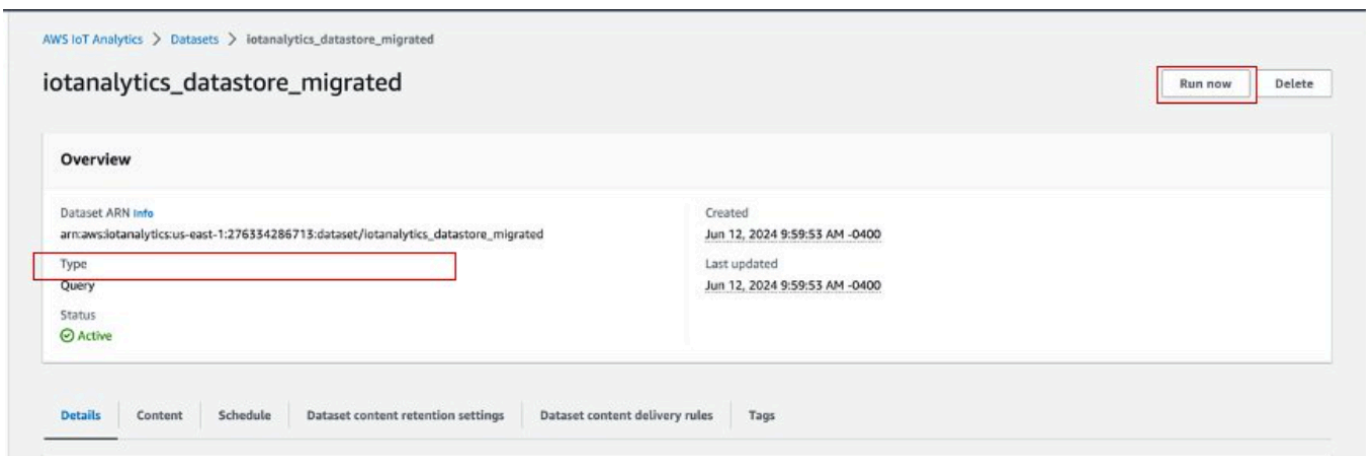 AWS IoT Analytics > Datasets > iotanalytics_datastore_migrated
iotanalytics_datastore_migrated
Run now
Delete
Overview
Dataset ARN Info
arn:aws:iotanalytics:us-east-1:276334286713:dataset/iotanalytics_datastore_migrated
Type
Query
Status
Active
Created
Jun 12, 2024 9:59:53 AM -0400
Last updated
Jun 12, 2024 9:59:53 AM -0400
Details
Content
Schedule
Dataset content retention settings
Dataset content delivery rules
Tags